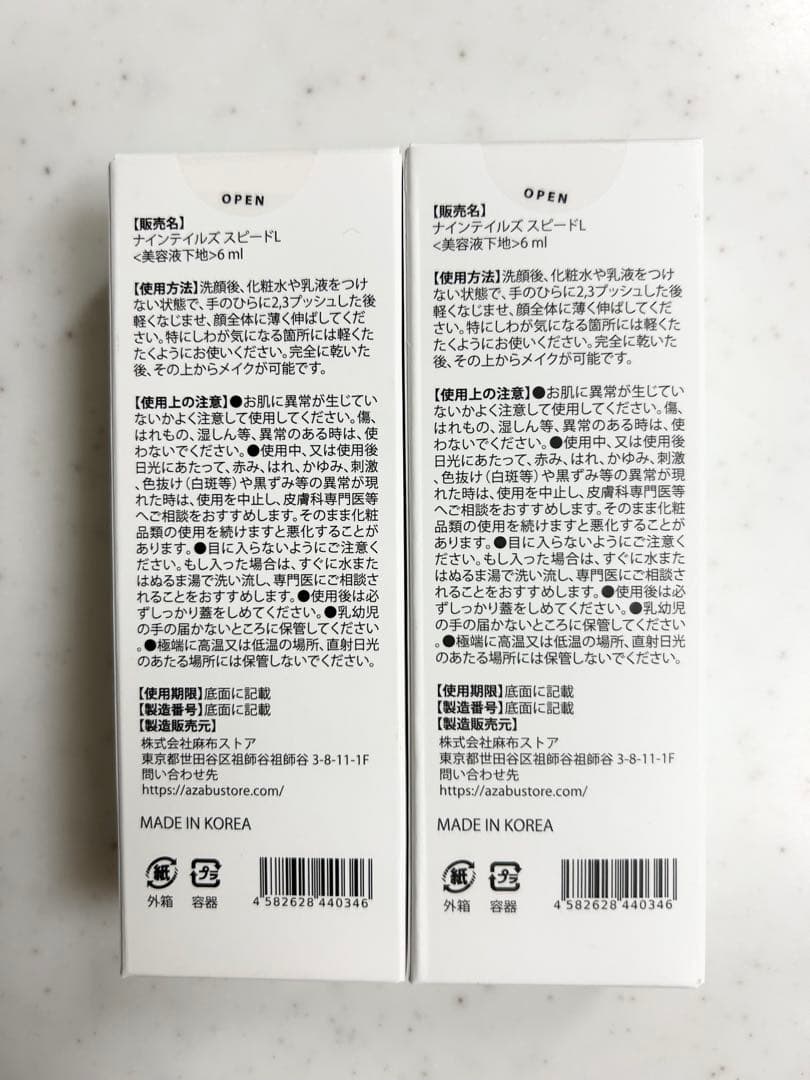 OPEN
【販売名】
ナインテイルズ スピードL
<美容液下地>6 ml
【使用方法】洗顔後、化粧水や乳液をつけ
ない状態で、手のひらに2,3プッシュした後
軽くなじませ、顔全体に薄く伸ばしてくだ
さい。特にしわが気になる箇所には軽くた
たくようにお使いください。完全に乾いた
後、その上からメイクが可能です。
【使用上の注意】●お肌に異常が生じてい
ないかよく注意して使用してください。傷、
はれもの、湿しん等、異常のある時は、使
わないでください。●使用中、又は使用後
日光にあたって、赤み、はれ、かゆみ、刺激
、色抜け(白斑等)や黒ずみ等の異常が現
れた時は、使用を中止し、皮膚科専門医等
へご相談をおすすめします。そのまま化粧
品類の使用を続けますと悪化することが
あります。●目に入らないようにご注意く
ださい。もし入った場合は、すぐに水また
はぬるま湯で洗い流し、専門医にご相談さ
れることをおすすめします。●使用後は必
ずしっかり蓋をしめてください。●乳幼児
の手の届かないところに保管してください
。●極端に高温又は低温の場所、直射日光
のあたる場所には保管しないでください。
【使用期限】底面に記載
【製造番号】底面に記載
【製造販売元】
株式会社麻布ストア
東京都世田谷区祖師谷祖師谷 3-8-11-1F
問い合わせ先
https://azabustore.com/
MADE IN KOREA
紙
外箱
プラ
容器
4 582628 440346
OPEN
【販売名】
ナインテイルズ スピードL
<美容液下地>6 ml
【使用方法】洗顔後、化粧水や乳液をつけ
ない状態で、手のひらに2,3プッシュした後
軽くなじませ、顔全体に薄く伸ばしてくだ
さい。特にしわが気になる箇所には軽くた
たくようにお使いください。完全に乾いた
後、その上からメイクが可能です。
【使用上の注意】●お肌に異常が生じてい
ないかよく注意して使用してください。傷、
はれもの、湿しん等、異常のある時は、使
わないでください。●使用中、又は使用後
日光にあたって、赤み、はれ、かゆみ、刺激
、色抜け(白斑等)や黒ずみ等の異常が現
れた時は、使用を中止し、皮膚科専門医等
へご相談をおすすめします。そのまま化粧
品類の使用を続けますと悪化することが
あります。●目に入らないようにご注意く
ださい。もし入った場合は、すぐに水また
はぬるま湯で洗い流し、専門医にご相談さ
れることをおすすめします。●使用後は必
ずしっかり蓋をしめてください。●乳幼児
の手の届かないところに保管してください
。●極端に高温又は低温の場所、直射日光
のあたる場所には保管しないでください。
【使用期限】底面に記載
【製造番号】底面に記載
【製造販売元】
株式会社麻布ストア
東京都世田谷区祖師谷祖師谷 3-8-11-1F
問い合わせ先
https://azabustore.com/
MADE IN KOREA
紙
外箱
プラ
容器
4 582628 440346